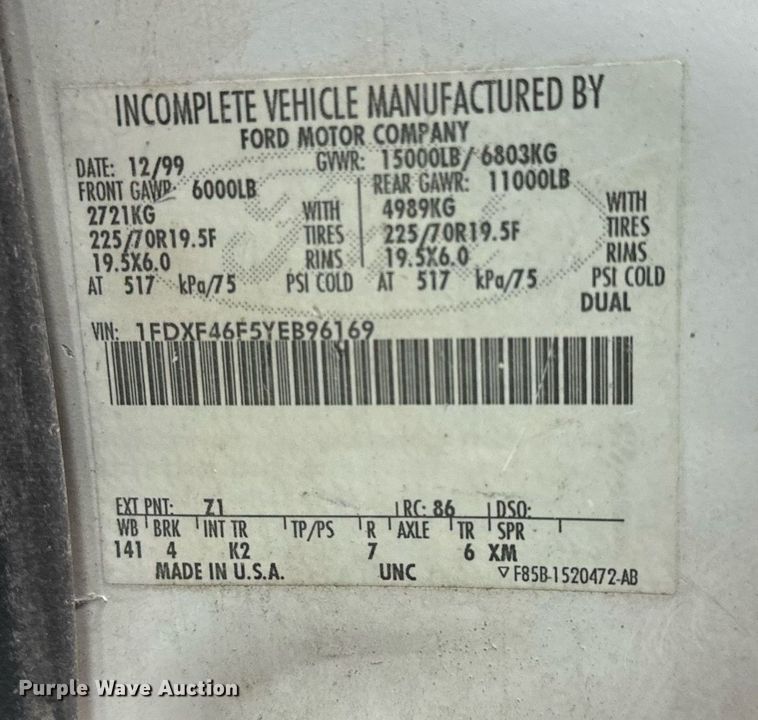 INCOMPLETE VEHICLE MANUFACTURED BY
FORD MOTOR COMPANY
DATE: 12/99 GVWR: 15000LB/ 6803KG
FRONT GAWR: 6000LB REAR GAWR: 11000LB
2721KG WITH 4989KG WITH
225/70R19.5F TIRES 225/70R19.5F TIRES
19.5X6.0 RIMS 19.5X6.0 RIMS
AT 517 kPa/75 PSI COLD AT 517 kPa/75 PSI COLD
DUAL
VIN: 1FDXF46F5YEB96169
EXT PNT: Z1 RC: 86 DSO:
WB BRK INT TR TP/PS R AXLE TR SPR
141 4 K2 7 6 XM
MADE IN U.S.A. UNC ▽ F85B-1520472-AB
Purple Wave Auction